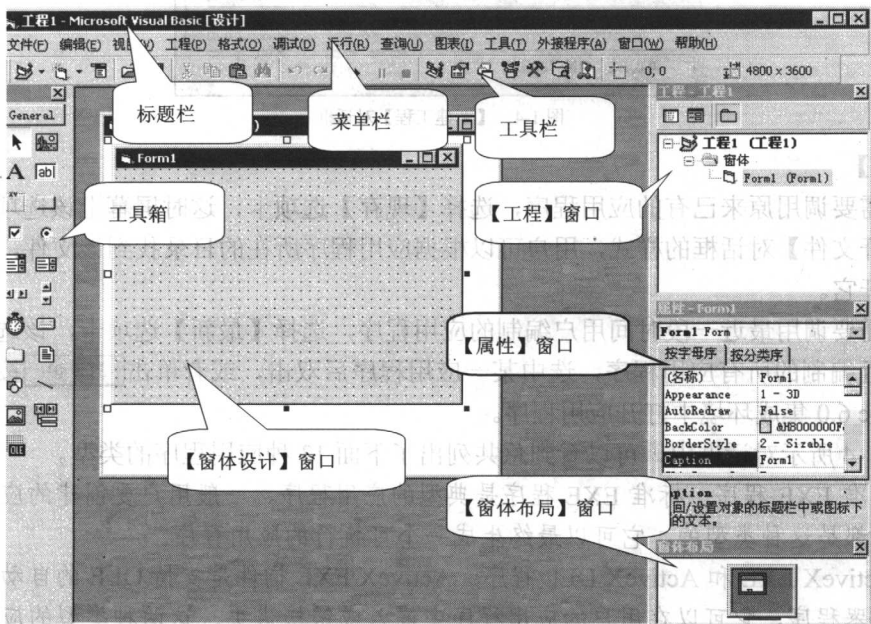 工程1 - Microsoft Visual Basic [设计]
文件(F) 编辑(E) 视 (V) 工程(P) 格式(O) 调试(D) 运行(R) 查询(U) 图表(I) 工具(T) 外接程序(A) 窗口(W) 帮助(H)
0, 0
4800 × 3600
标题栏
菜单栏
工具栏
General
A
ab|
工具箱
OLE
Form1
工程 - 工程1
工程1 (工程1)
窗体
Form1 (Form1)
【工程】窗口
属性 - Form1
Form1 Form
按字母序
按分类序
(名称) Form1
Appearance 1 - 3D
AutoRedraw False
BackColor &H8000000F
BorderStyle 2 - Sizable
Caption Form1
【属性】窗口
aption
回/设置对象的标题栏中或图标下
的文本。
【窗体设计】窗口
【窗体布局】窗口
窗体布局